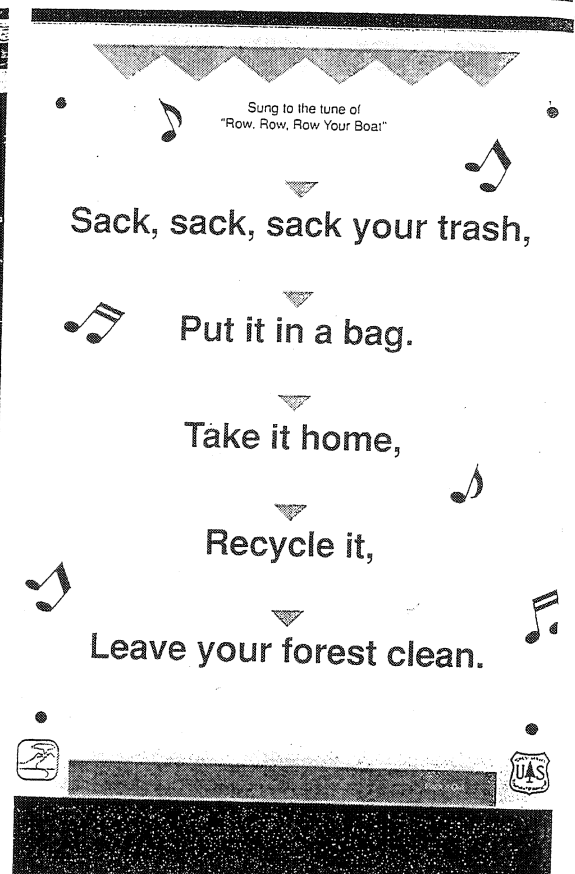 Sung to the tune of
"Row, Row, Row Your Boat"
Sack, sack, sack your trash,
Put it in a bag.
Take it home,
Recycle it,
Leave your forest clean.
UAS